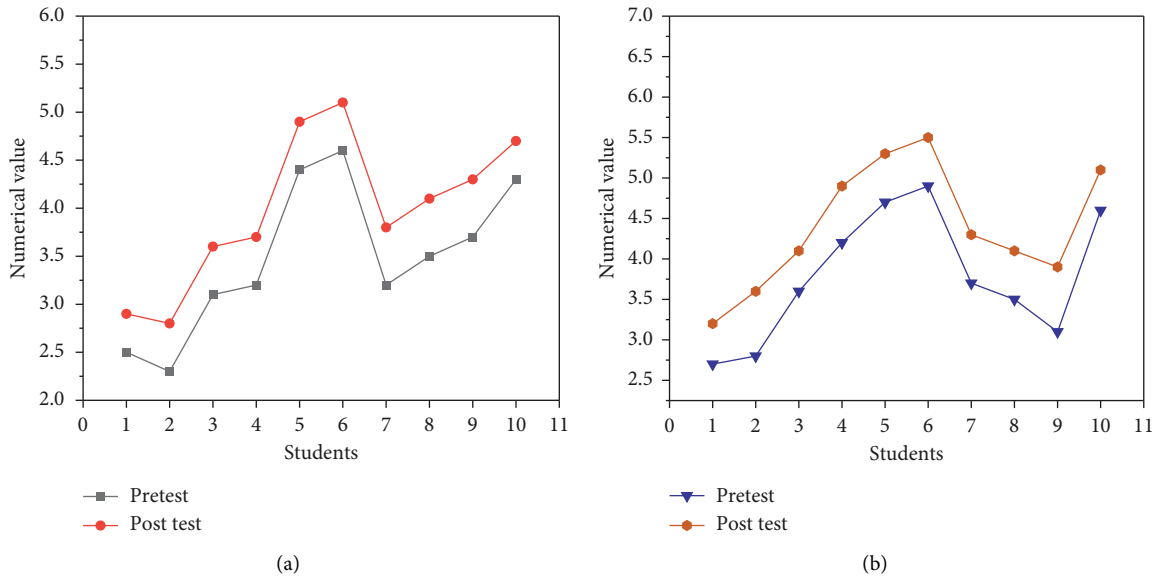 6.0
5.5
5.0
4.5
4.0
3.5
3.0
2.5
2.0
Numerical value
0 1 2 3 4 5 6 7 8 9 10 11
Students
Pretest
Post test
(a)
7.0
6.5
6.0
5.5
5.0
4.5
4.0
3.5
3.0
2.5
Numerical value
0 1 2 3 4 5 6 7 8 9 10 11
Students
Pretest
Post test
(b)